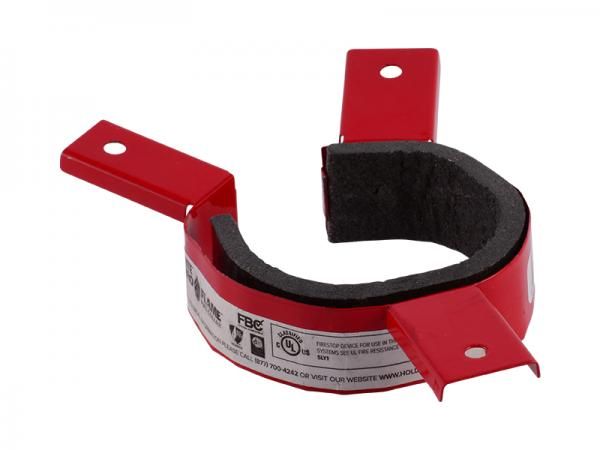 FLAME
FBC
CLASSIFIED
C UL US
FIRESTOP DEVICE FOR USE IN TH
SYSTEMS SEE UL FIRE RESISTANCE
SLY1
PLEASE CALL (877) 700-4242 OR VISIT OUR WEBSITE WWW.HOLD